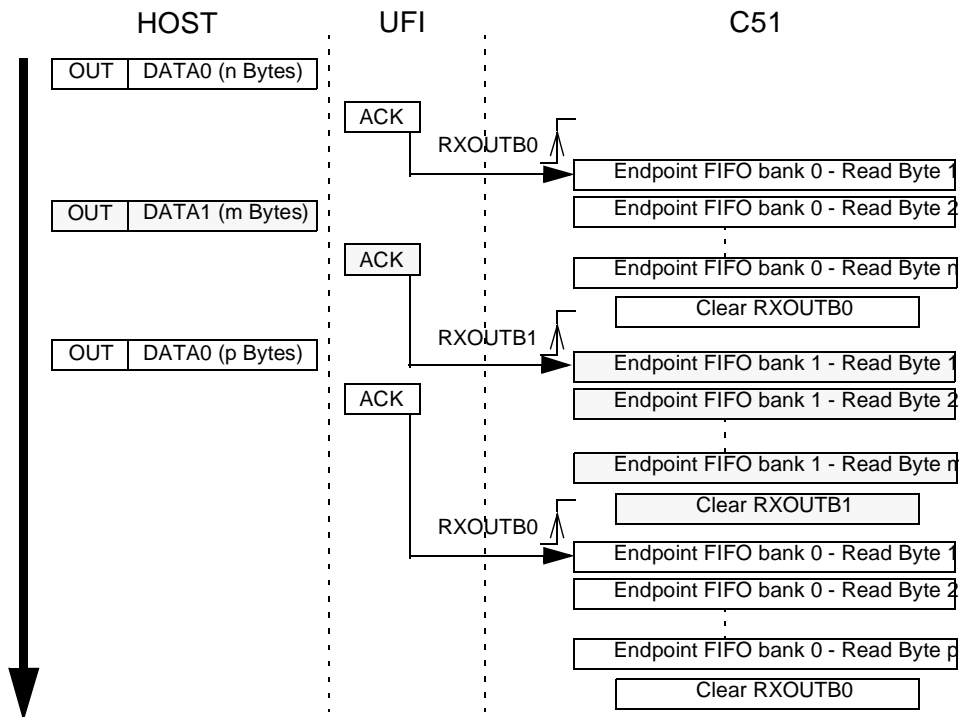 HOST
UFI
C51
OUT DATA0 (n Bytes)
ACK
RXOUTB0
Endpoint FIFO bank 0 - Read Byte 1
Endpoint FIFO bank 0 - Read Byte 2
OUT DATA1 (m Bytes)
ACK
Endpoint FIFO bank 0 - Read Byte n
Clear RXOUTB0
RXOUTB1
OUT DATA0 (p Bytes)
Endpoint FIFO bank 1 - Read Byte 1
ACK
Endpoint FIFO bank 1 - Read Byte 2
Endpoint FIFO bank 1 - Read Byte m
Clear RXOUTB1
RXOUTB0
Endpoint FIFO bank 0 - Read Byte 1
Endpoint FIFO bank 0 - Read Byte 2
Endpoint FIFO bank 0 - Read Byte p
Clear RXOUTB0